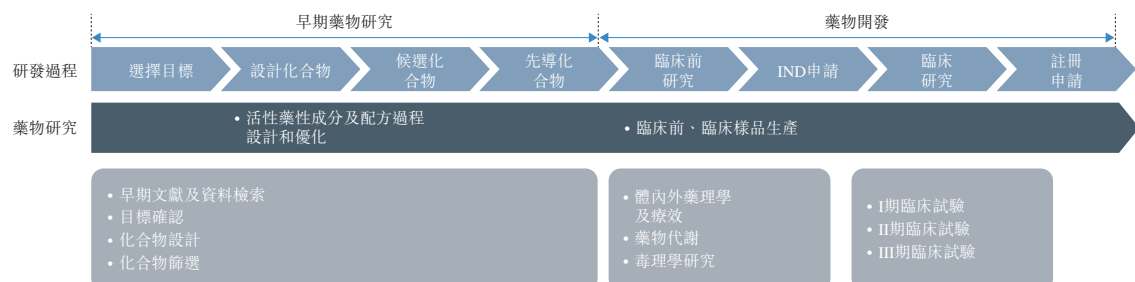 早期藥物研究
藥物開發
研發過程
選擇目標
設計化合物
候選化
合物
先導化
合物
臨床前
研究
IND申請
臨床
研究
註冊
申請
藥物研究
• 活性藥性成分及配方過程
設計和優化
• 臨床前、臨床樣品生產
• 早期文獻及資料檢索
• 目標確認
• 化合物設計
• 化合物篩選
• 體內外藥理學
及療效
• 藥物代謝
• 毒理學研究
• I期臨床試驗
• II期臨床試驗
• III期臨床試驗